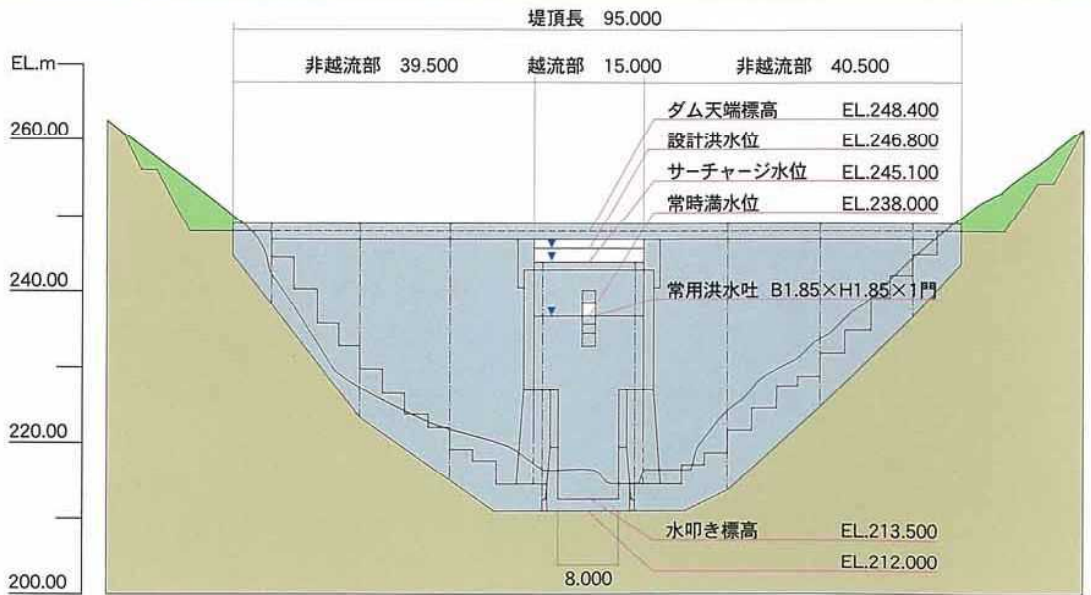 堤頂長 95.000
EL.m
非越流部 39.500 越流部 15.000 非越流部 40.500
ダム天端標高 EL.248.400
260.00
設計洪水位 EL.246.800
サーチャージ水位 EL.245.100
常時満水位 EL.238.000
240.00
常用洪水吐 B1.85×H1.85×1門
220.00
水叩き標高 EL.213.500
EL.212.000
8.000
200.00